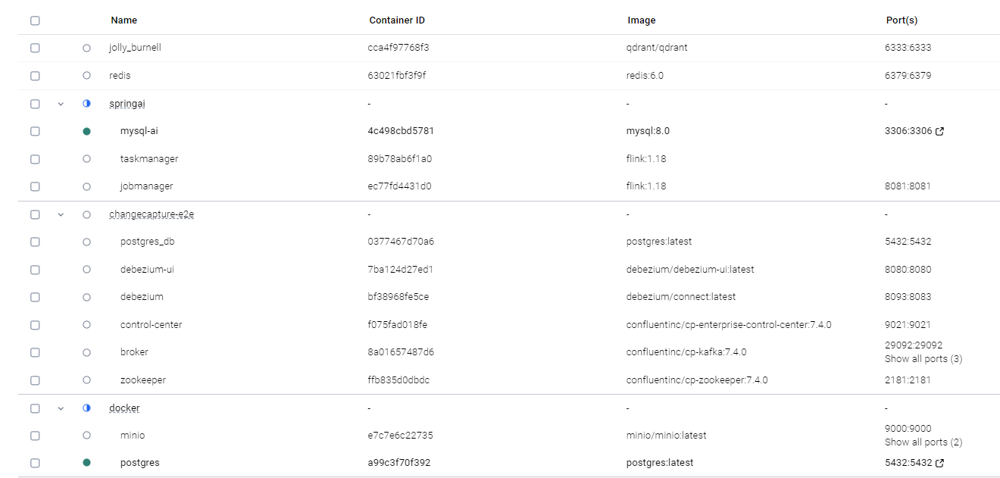 Name Container ID Image Port(s)
jolly_burnell cca4f97768f3 qdrant/qdrant 6333:6333
redis 63021fbf3f9f redis:6.0 6379:6379
springai - - -
mysql-ai 4c498cbd5781 mysql:8.0 3306:3306
taskmanager 89b78ab6f1a0 flink:1.18
jobmanager ec77fd4431d0 flink:1.18 8081:8081
changecapture-e2e - - -
postgres_db 0377467d70a6 postgres:latest 5432:5432
debezium-ui 7ba124d27ed1 debezium/debezium-ui:latest 8080:8080
debezium bf38968fe5ce debezium/connect:latest 8093:8083
control-center f075fad018fe confluentinc/cp-enterprise-control-center:7.4.0 9021:9021
broker 8a01657487d6 confluentinc/cp-kafka:7.4.0 29092:29092
Show all ports (3)
zookeeper ffb835d0dbdc confluentinc/cp-zookeeper:7.4.0 2181:2181
docker - - -
minio e7c7e6c22735 minio/minio:latest 9000:9000
Show all ports (2)
postgres a99c3f70f392 postgres:latest 5432:5432